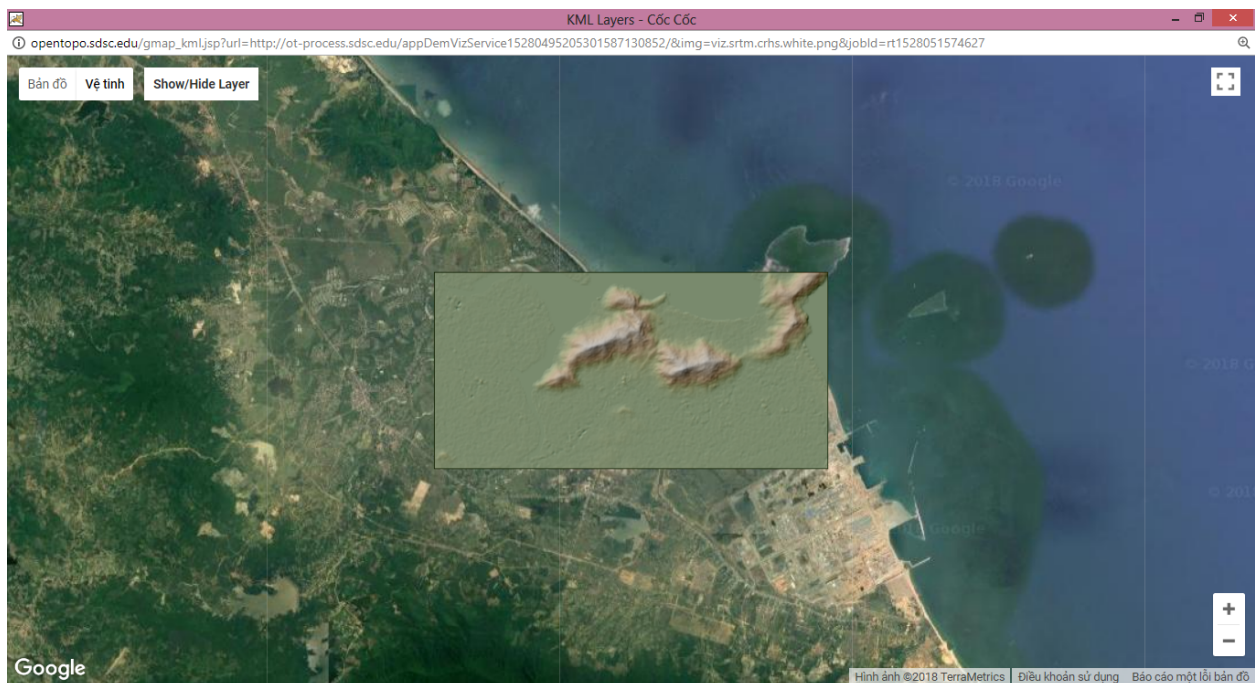 KML Layers - Cốc Cốc
opentopo.sdsc.edu/gmap_kml.jsp?url=http://ot-process.sdsc.edu/appDemVizService15280495205301587130852/&img=viz.srtm.crhs.white.png&jobId=rt1528051574627
Bản đồ Vệ tinh Show/Hide Layer
© 2018 Google
© 2018 G
© 201
Google
Google
Hình ảnh ©2018 TerraMetrics Điều khoản sử dụng Báo cáo một lỗi bản đồ